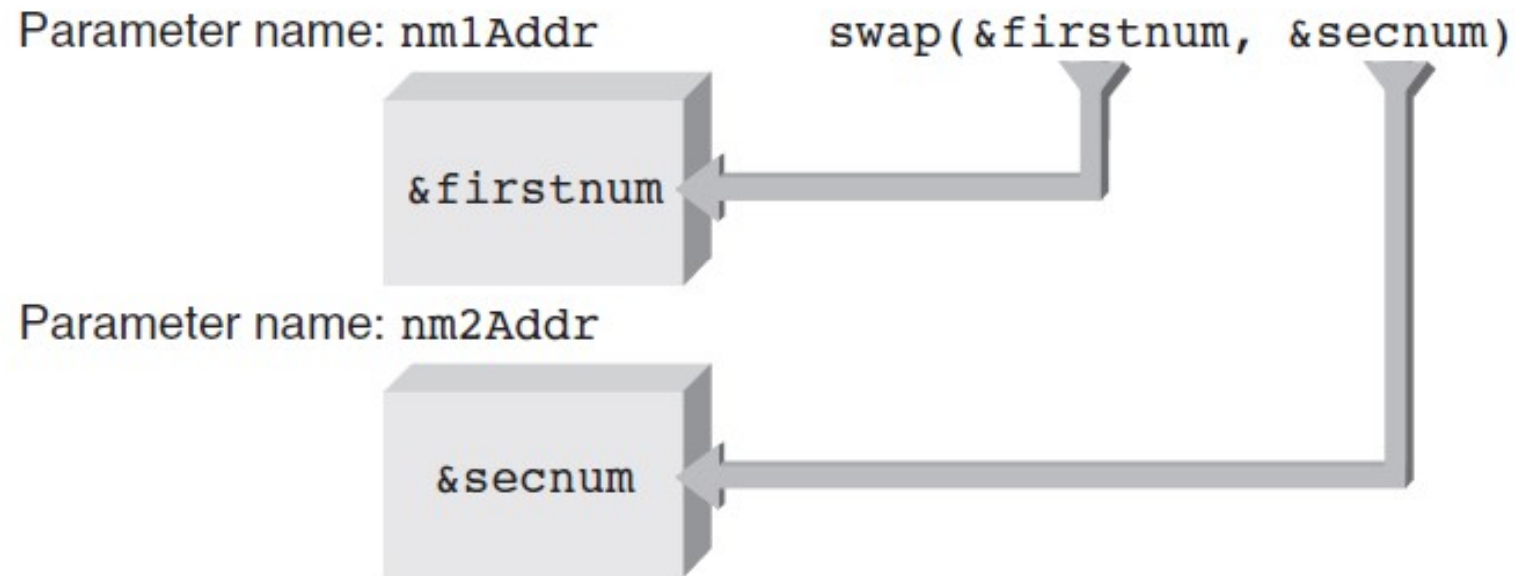 Parameter name: nm1Addr
swap(&firstnum, &secnum)
&firstnum
Parameter name: nm2Addr
&secnum